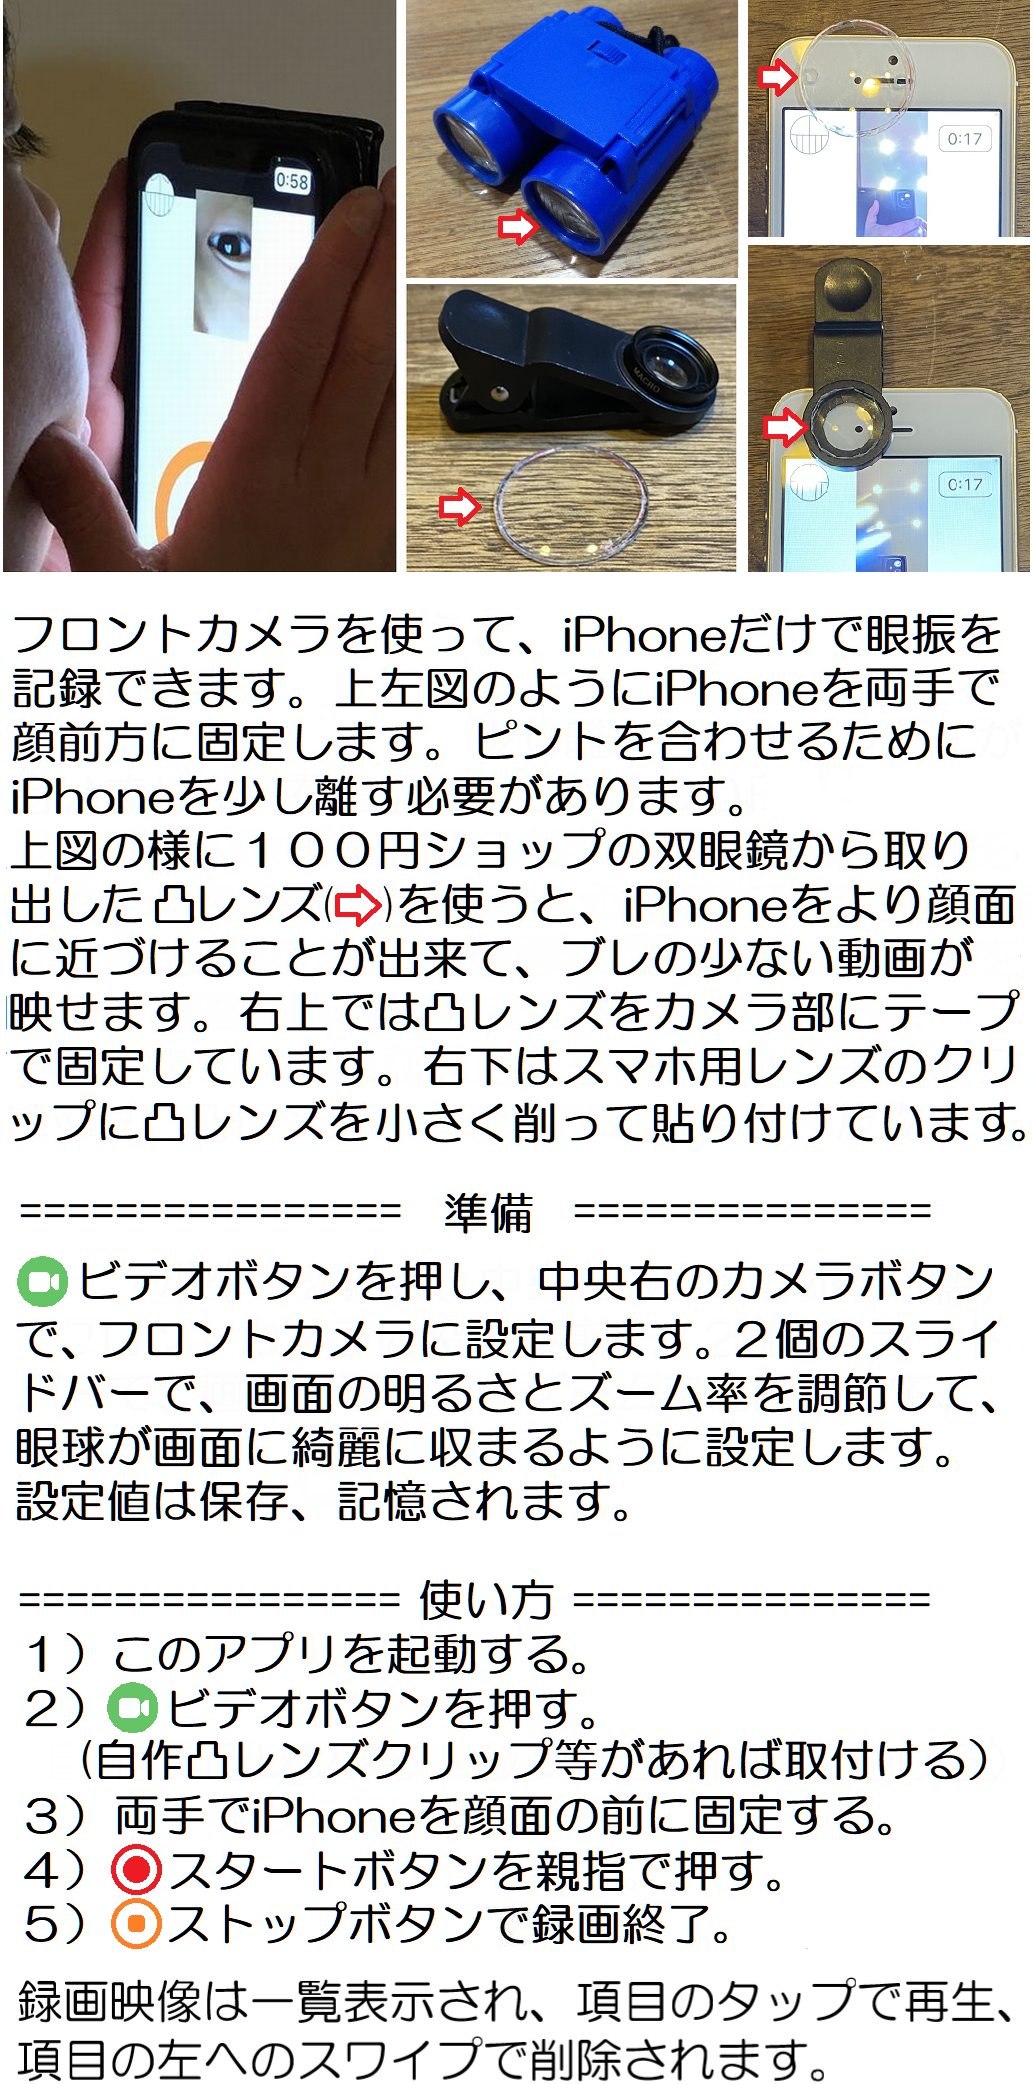 0:58
MACRO
0:17
0:17
フロントカメラを使って、iPhoneだけで眼振を
記録できます。上左図のようにiPhoneを両手で
顔前方に固定します。ピントを合わせるために
iPhoneを少し離す必要があります。
上図の様に１００円ショップの双眼鏡から取り
出した凸レンズ(⇨)を使うと、iPhoneをより顔面
に近づけることが出来て、ブレの少ない動画が
映せます。右上では凸レンズをカメラ部にテープ
で固定しています。右下はスマホ用レンズのクリ
ップに凸レンズを小さく削って貼り付けています。
================ 準備 ===============
ビデオボタンを押し、中央右のカメラボタン
で、フロントカメラに設定します。２個のスライ
ドバーで、画面の明るさとズーム率を調節して、
眼球が画面に綺麗に収まるように設定します。
設定値は保存、記憶されます。
================ 使い方 ===============
１）このアプリを起動する。
２）ビデオボタンを押す。
(自作凸レンズクリップ等があれば取付ける）
３）両手でiPhoneを顔面の前に固定する。
４）スタートボタンを親指で押す。
５）ストップボタンで録画終了。
録画映像は一覧表示され、項目のタップで再生、
項目の左へのスワイプで削除されます。